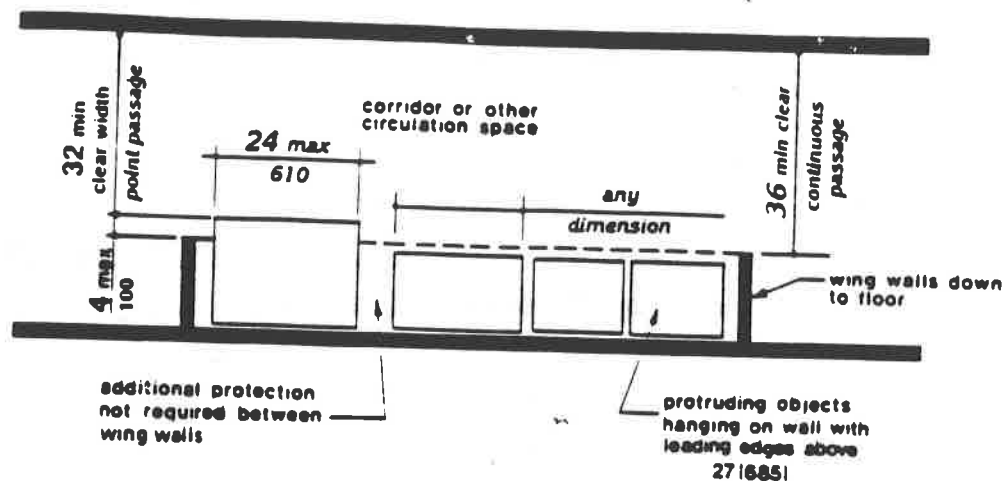 32 min
clear width
point passage
corridor or other
circulation space
24 max
610
any
dimension
36 min clear
continuous
passage
4 max
100
wing walls down
to floor
additional protection
not required between
wing walls
protruding objects
hanging on wall with
leading edges above
27 |685|